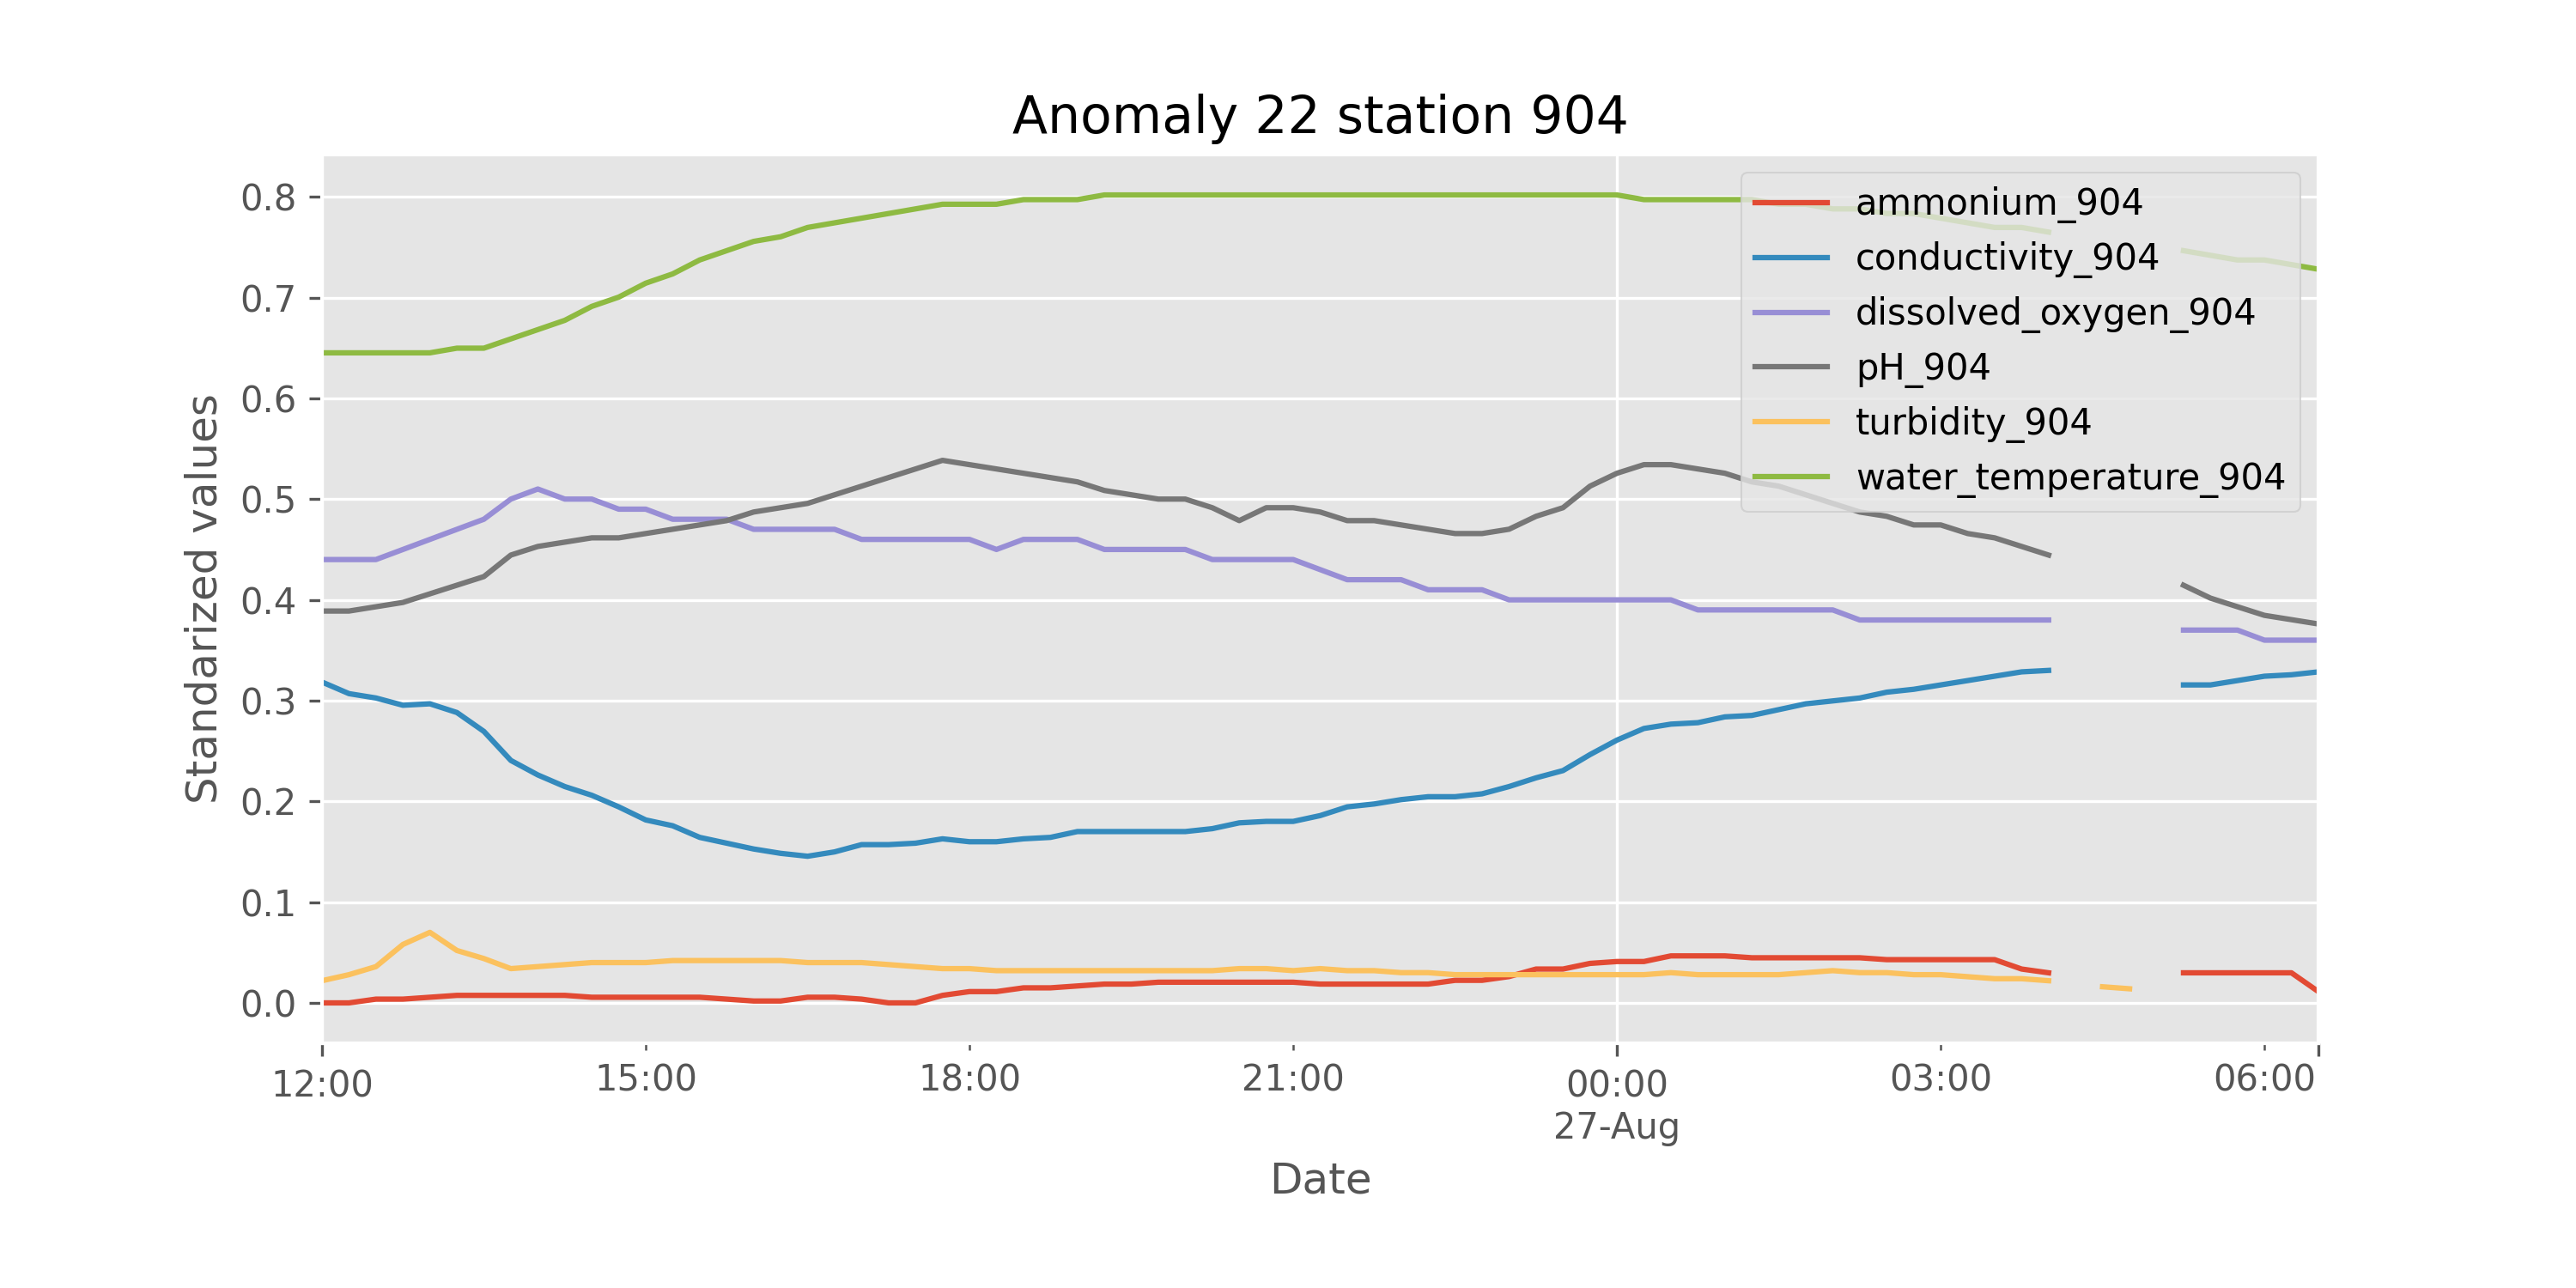 Anomaly 22 station 904
0.8
0.7
0.6
0.5
0.4
0.3
0.2
0.1
0.0
Standarized values
ammonium_904
conductivity_904
dissolved_oxygen_904
pH_904
turbidity_904
water_temperature_904
12:00
15:00
18:00
21:00
00:00
27-Aug
03:00
06:00
Date